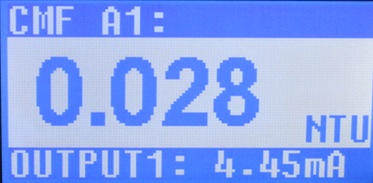 CMF A1:
0.028 NTU
OUTPUT1: 4.45mA